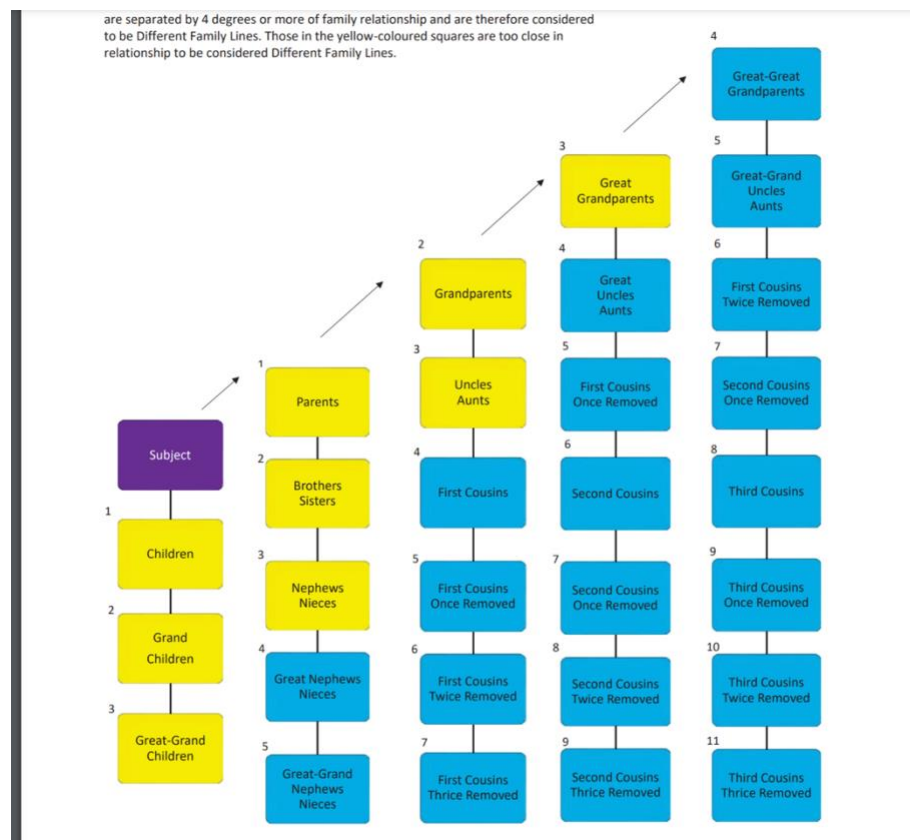 are separated by 4 degrees or more of family relationship and are therefore considered
to be Different Family Lines. Those in the yellow-coloured squares are too close in
relationship to be considered Different Family Lines.
Subject
1
Children
2
Grand
Children
3
Great-Grand
Children
1
Parents
2
Brothers
Sisters
3
Nephews
Nieces
4
Great Nephews
Nieces
5
Great-Grand
Nephews
Nieces
2
Grandparents
3
Uncles
Aunts
4
First Cousins
5
First Cousins
Once Removed
6
First Cousins
Twice Removed
7
First Cousins
Thrice Removed
3
Great
Grandparents
4
Great
Uncles
Aunts
5
First Cousins
Once Removed
6
Second Cousins
7
Second Cousins
Once Removed
8
Second Cousins
Twice Removed
9
Second Cousins
Thrice Removed
4
Great-Great
Grandparents
5
Great-Grand
Uncles
Aunts
6
First Cousins
Twice Removed
7
Second Cousins
Once Removed
8
Third Cousins
9
Third Cousins
Once Removed
10
Third Cousins
Twice Removed
11
Third Cousins
Thrice Removed